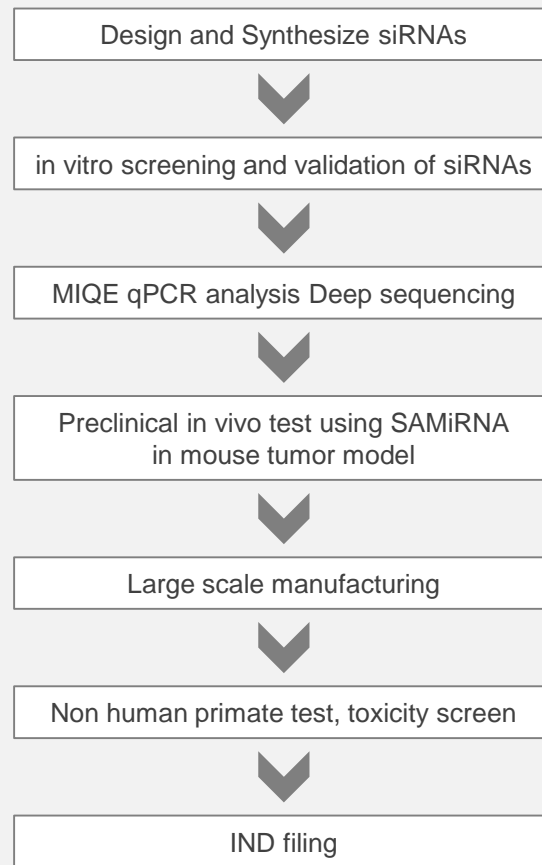 Design and Synthesize siRNAs
in vitro screening and validation of siRNAs
MIQE qPCR analysis Deep sequencing
Preclinical in vivo test using SAMiRNA
in mouse tumor model
Large scale manufacturing
Non human primate test, toxicity screen
IND filing